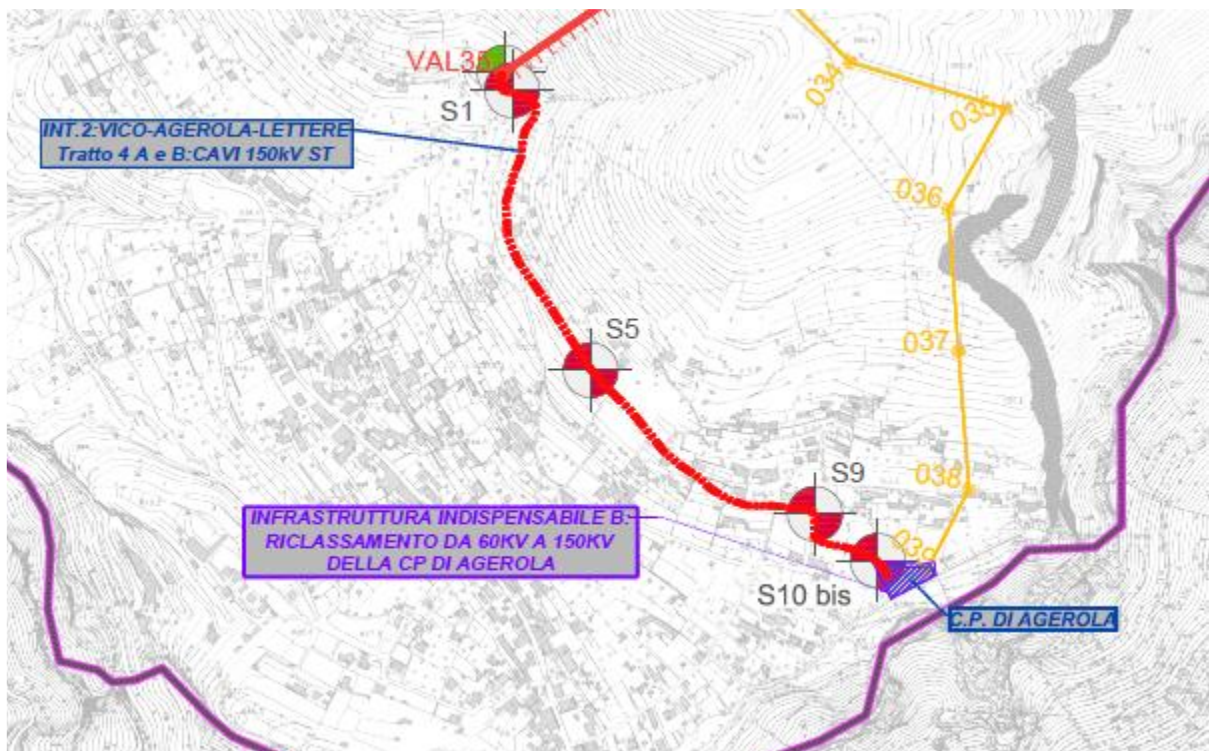 VAL35
S1
INT.2:VICO-AGEROLA-LETTERE
Tratto 4 A e B:CAVI 150kV ST
034
035
036
S5
037
038
S9
INFRASTRUTTURA INDISPENSABILE B:
RICLASSAMENTO DA 60KV A 150KV
DELLA CP DI AGEROLA
039
S10 bis
C.P. DI AGEROLA